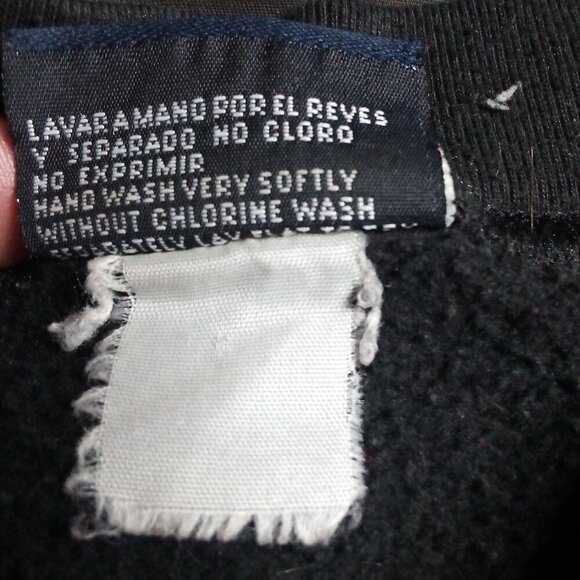 LAVAR A MANO POR EL REVES
Y SEPARADO NO CLORO
NO EXPRIMIR
HAND WASH VERY SOFTLY
WITHOUT CHLORINE WASH